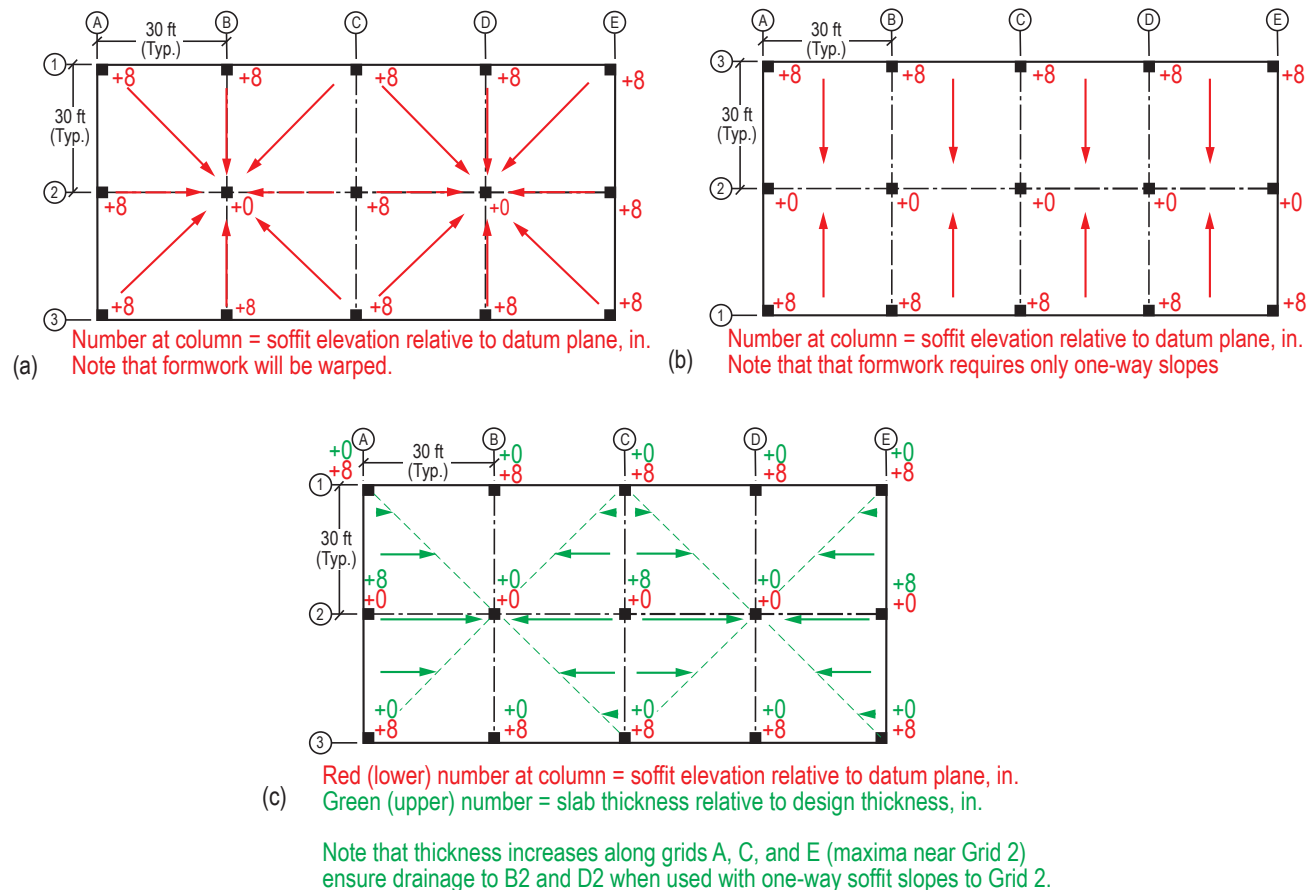 A B C D E
30 ft
(Typ.)
1
+8 +8 +8 +8 +8
30 ft
(Typ.)
2
+8 +0 +8 +0 +8
+8 +8 +8 +8 +8
3
Number at column = soffit elevation relative to datum plane, in.
(a) Note that formwork will be warped.
A B C D E
30 ft
(Typ.)
3
+8 +8 +8 +8 +8
30 ft
(Typ.)
2
+0 +0 +0 +0 +0
+8 +8 +8 +8 +8
1
Number at column = soffit elevation relative to datum plane, in.
(b) Note that that formwork requires only one-way slopes
A B C D E
+0 +0 +0 +0 +0
30 ft
+8 +8 +8 +8 +8
(Typ.)
1
30 ft
(Typ.)
+8 +0 +8 +0 +8
+0 +0 +0 +0 +0
2
+0 +0 +0 +0 +0
+8 +8 +8 +8 +8
3
Red (lower) number at column = soffit elevation relative to datum plane, in.
(c) Green (upper) number = slab thickness relative to design thickness, in.
Note that thickness increases along grids A, C, and E (maxima near Grid 2)
ensure drainage to B2 and D2 when used with one-way soffit slopes to Grid 2.